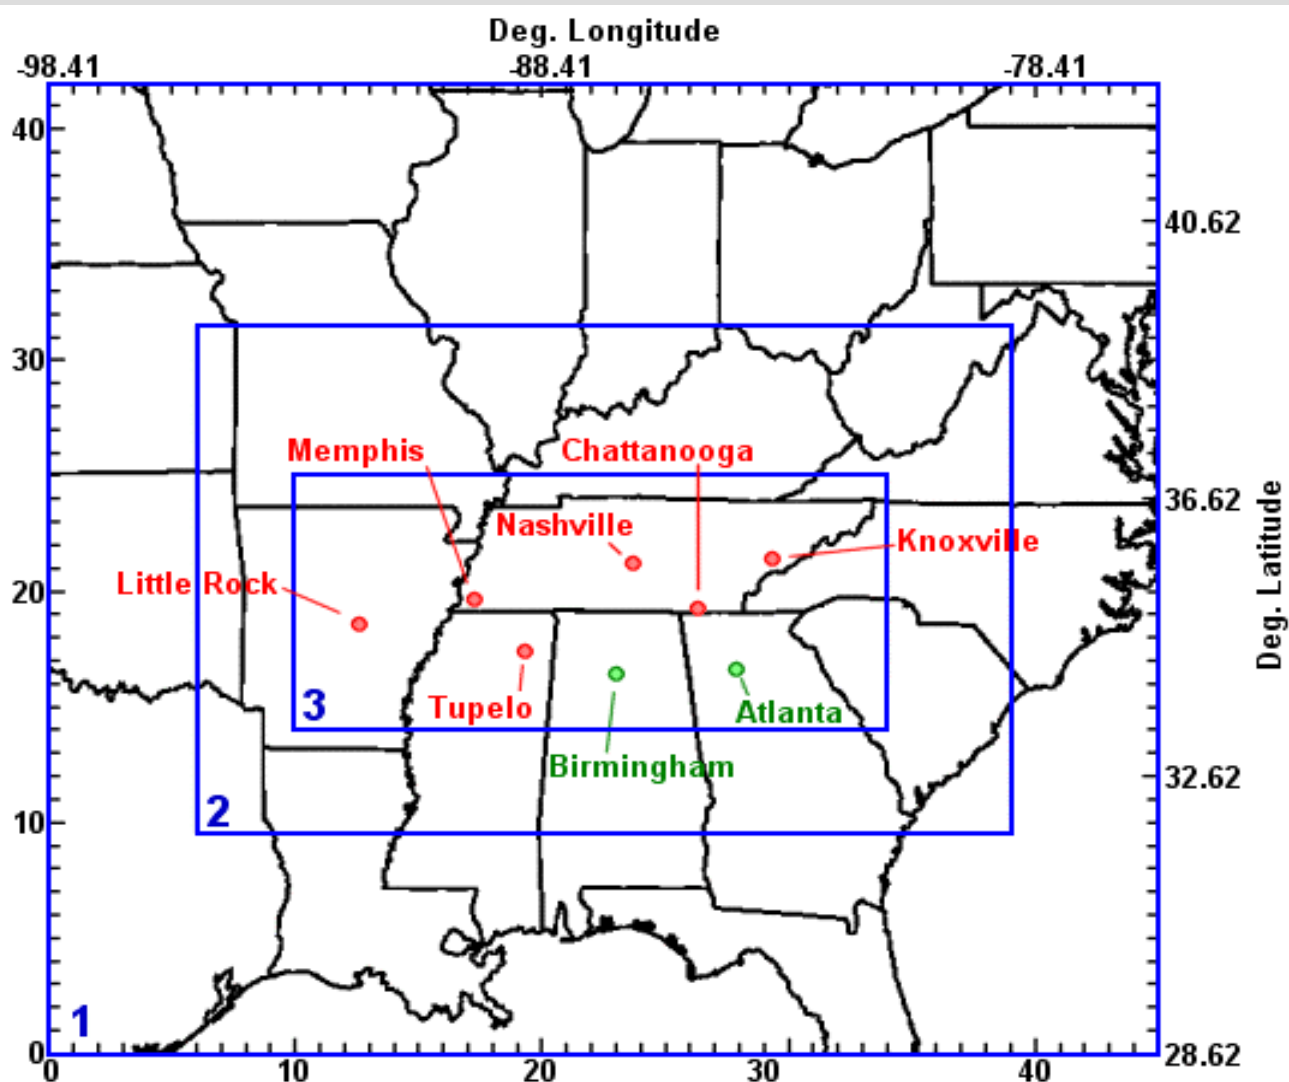 Deg. Longitude
-98.41 -88.41 -78.41
40
40.62
30
Memphis Chattanooga
36.62
Nashville
Knoxville
Little Rock
20
Deg. Latitude
3
Tupelo
Atlanta
Birmingham
32.62
2
10
1
0
28.62
0 10 20 30 40